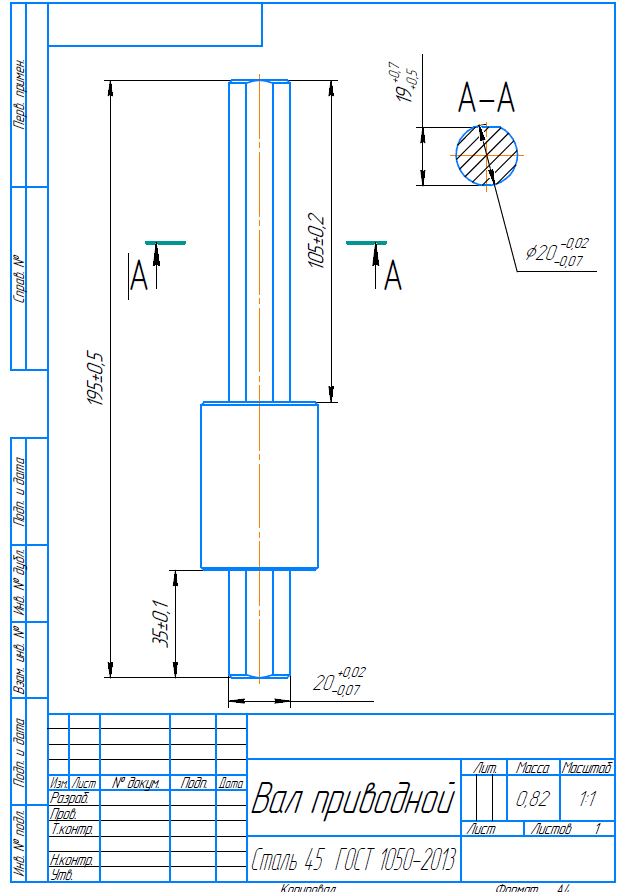 Перв. примен.
Справ. №
Подп. и дата
Инв. № дубл.
Взам. инв. №
Подп. и дата
Инв. № подл.
195±0,5
105±0,2
35±0,1
20 +0,02 -0,07
А
А
А-А
19 +0,7 +0,5
⌀20 -0,02 -0,07
Изм. Лист № докум. Подп. Дата
Разраб.
Пров.
Т.контр.
Н.контр.
Утв.
Вал приводной
Сталь 45 ГОСТ 1050-2013
Лит. Масса Масштаб
0,82 1:1
Лист Листов 1
Копировал Формат А4